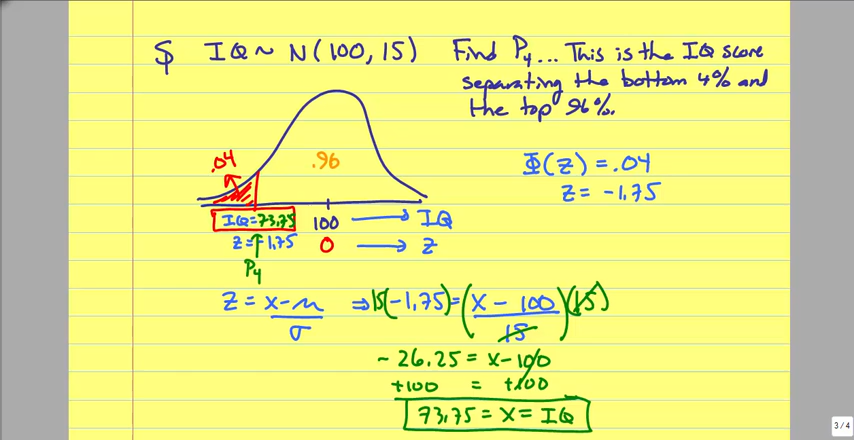 $ IQ ~ N(100, 15) Find P₄... This is the IQ score
separating the bottom 4% and
the top 96%.
.04
.96
Φ(z) = .04
z = -1.75
IQ=73.75 100 → IQ
z=-1.75 0 → z
P₄
z = x-μ/σ ⇒ 15(-1.75) = (x - 100/15)(15)
-26.25 = x-100
+100 = +100
73.75 = x = IQ
3/4